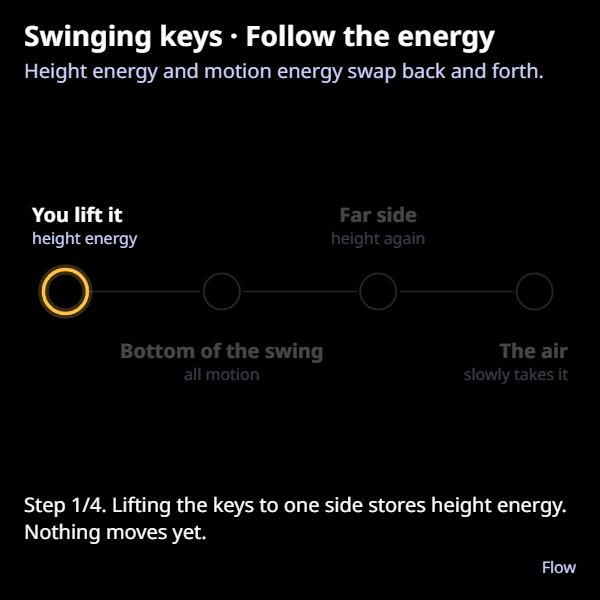 Swinging keys · Follow the energy
Height energy and motion energy swap back and forth.
You lift it
height energy
Far side
height again
Bottom of the swing
all motion
The air
slowly takes it
Step 1/4. Lifting the keys to one side stores height energy.
Nothing moves yet.
Flow